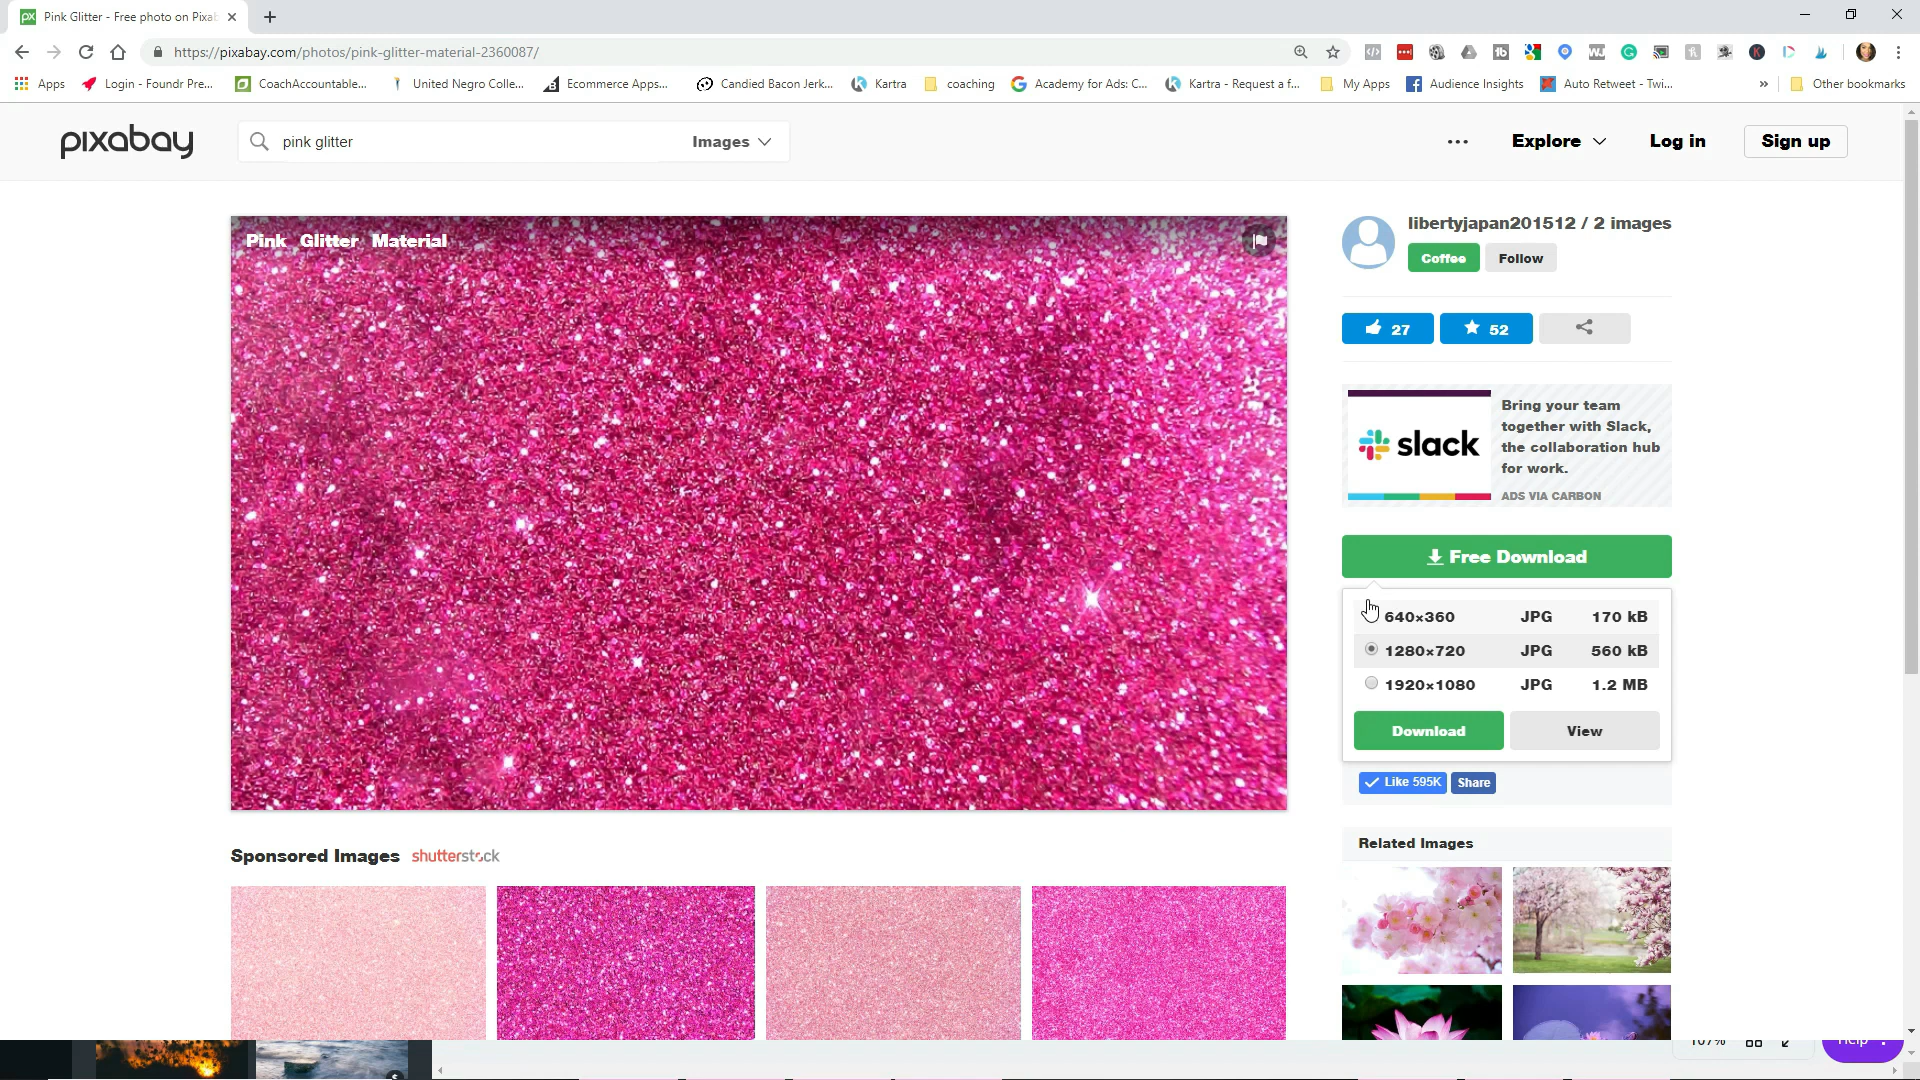 Pink Glitter - Free photo on Pixab
https://pixabay.com/photos/pink-glitter-material-2360087/
Apps Login - Foundr Pre... CoachAccountable... United Negro Colle... Ecommerce Apps... Candied Bacon Jerk... Kartra coaching Academy for Ads: C... Kartra - Request a f... My Apps Audience Insights Auto Retweet - Twi... » Other bookmarks
pixabay pink glitter Images Explore Log in Sign up
Pink Glitter Material
libertyjapan201512 / 2 images
Coffee Follow
27 52
slack
Bring your team
together with Slack,
the collaboration hub
for work.
ADS VIA CARBON
Free Download
640×360 JPG 170 kB
1280×720 JPG 560 kB
1920×1080 JPG 1.2 MB
Download View
Like 595K Share
Related Images
Sponsored Images shutterstock
107%
Help